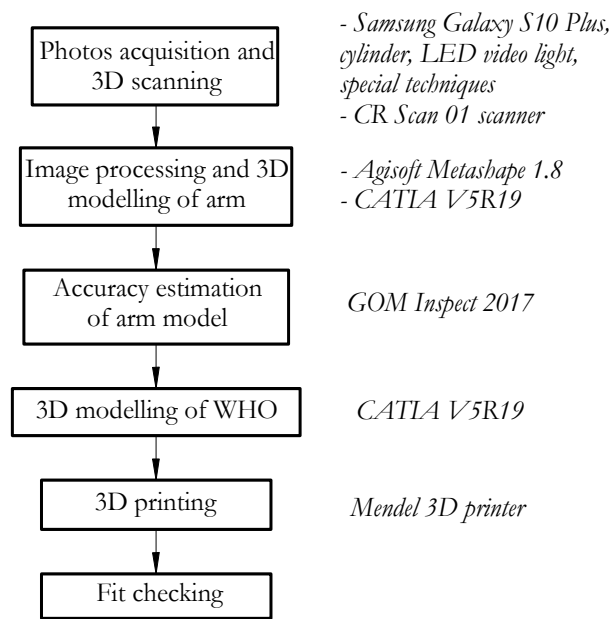 Photos acquisition and
3D scanning
- Samsung Galaxy S10 Plus,
cylinder, LED video light,
special techniques
- CR Scan 01 scanner
Image processing and 3D
modelling of arm
- Agisoft Metashape 1.8
- CATIA V5R19
Accuracy estimation
of arm model
GOM Inspect 2017
3D modelling of WHO
CATIA V5R19
3D printing
Mendel 3D printer
Fit checking